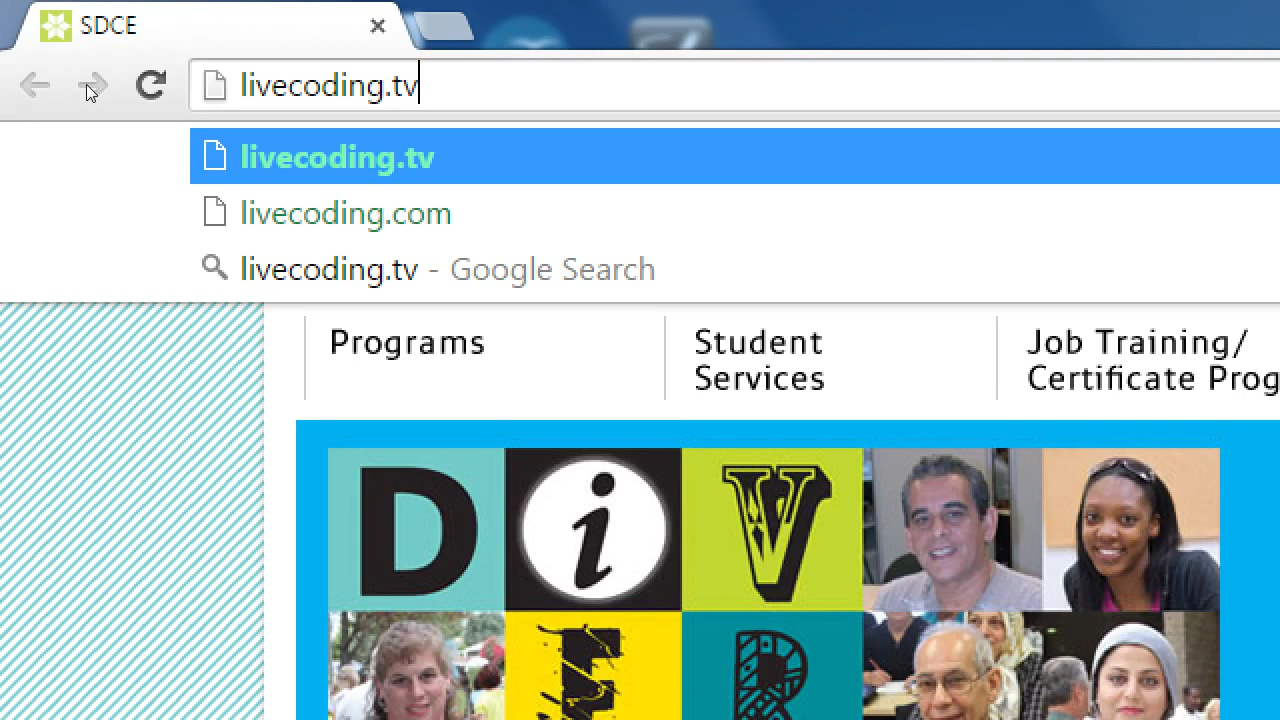 SDCE
livecoding.tv
livecoding.tv
livecoding.com
livecoding.tv - Google Search
Programs
Student
Services
Job Training/
Certificate Prog
D i V
E R